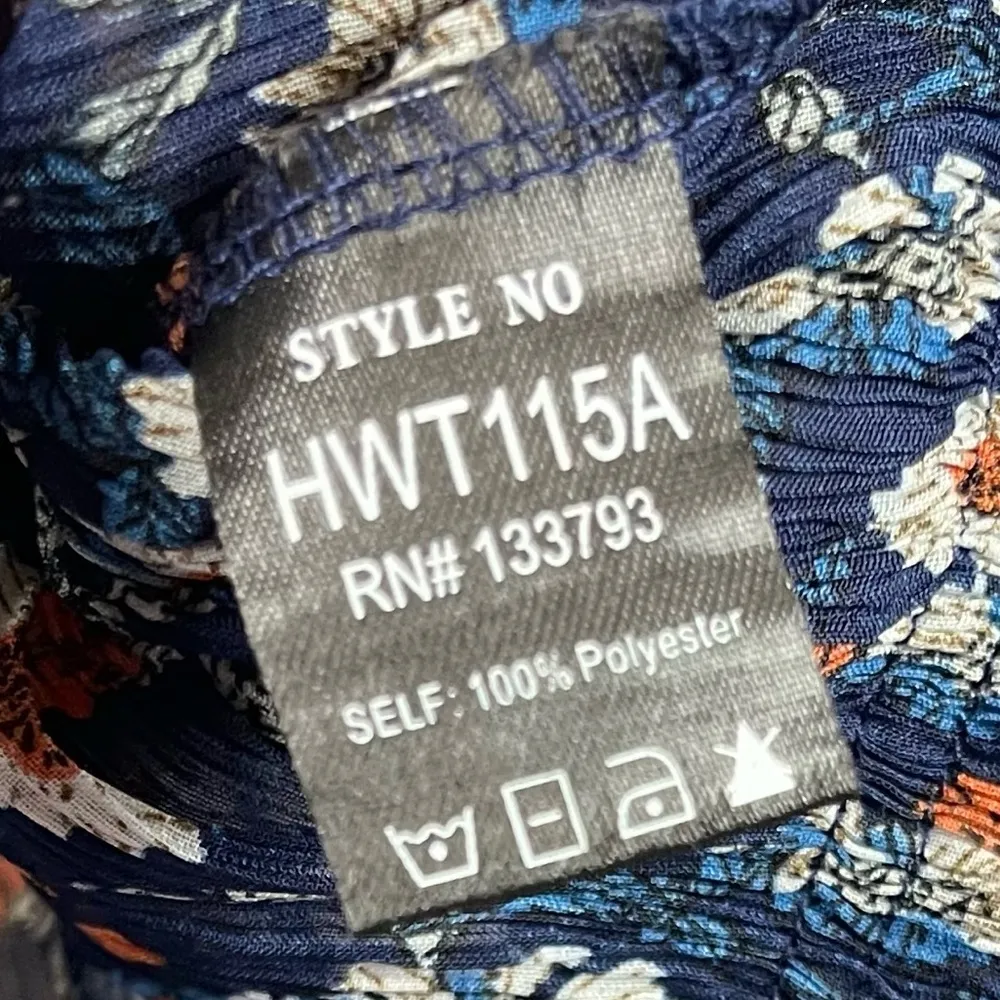 STYLE NO
HWT115A
RN# 133793
SELF: 100% Polyester